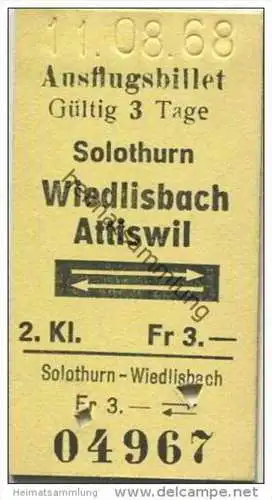 11.08.68
Ausflugsbillet
Gültig 3 Tage
Solothurn
Wiedlisbach
Attiswil
2. Kl. Fr 3.—
Solothurn - Wiedlisbach
Fr 3.—
04967
heimatsammlung
Heimatsammlung delcampe.net